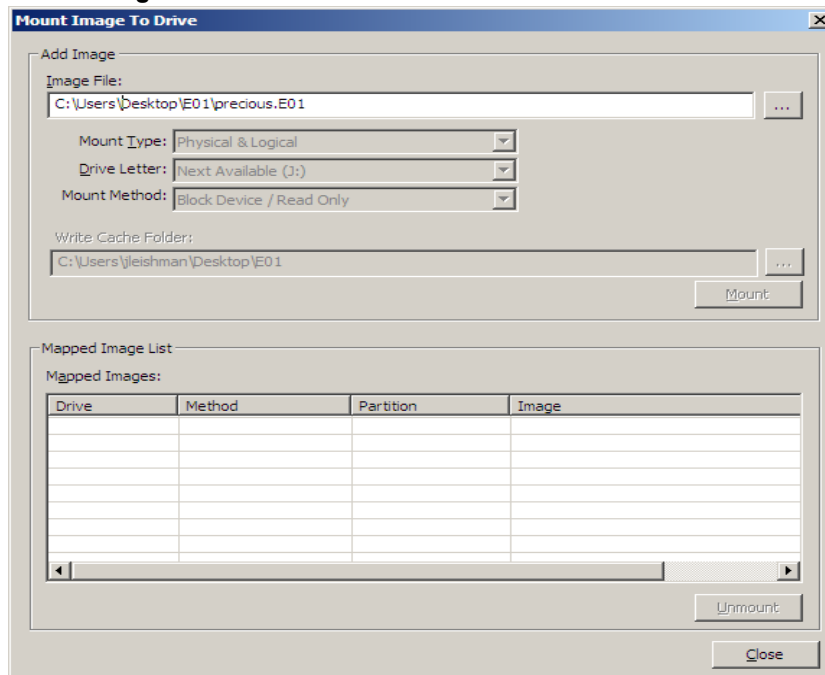 Mount Image To Drive
Add Image
Image File:
C:\Users\Desktop\E01\precious.E01
...
Mount Type: Physical & Logical
Drive Letter: Next Available (J:)
Mount Method: Block Device / Read Only
Write Cache Folder:
C:\Users\jleishman\Desktop\E01
...
Mount
Mapped Image List
Mapped Images:
Drive Method Partition Image
Unmount
Close